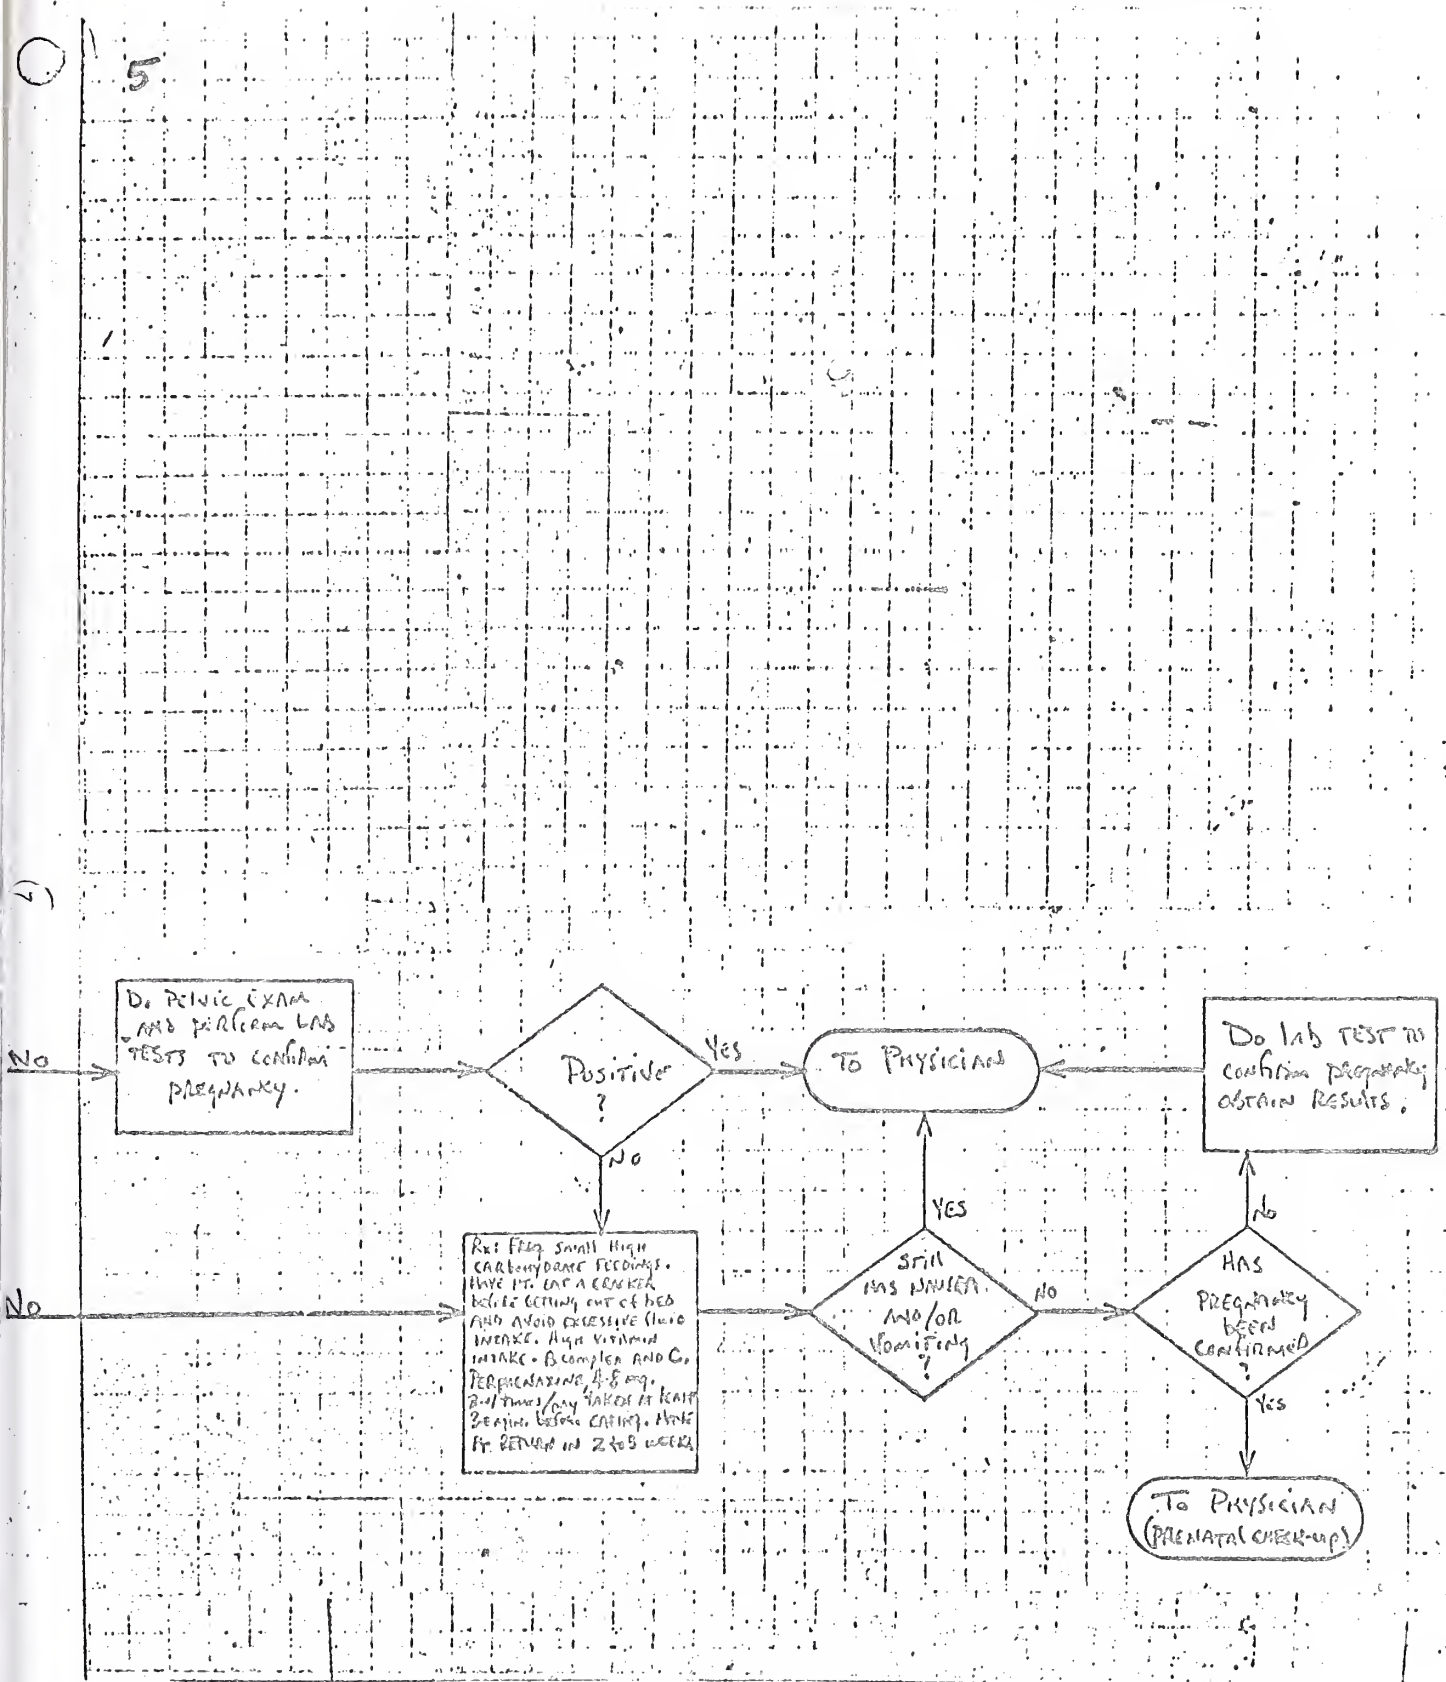 5
No
Do Pelvic Exam
AND perform LAB
TESTS TO CONFIRM
PREGNANCY.
POSITIVE
?
YES
No
TO PHYSICIAN
Do lab TEST TO
confirm pregnancy
OBTAIN RESULTS.
No
Rx: FREQ SMALL HIGH
CARBOHYDRATE FEEDINGS.
HAVE PT. EAT A CRACKER
before GETTING out of BED
AND AVOID EXCESSIVE fluid
INTAKE. High VITAMIN
INTAKE. B complex AND C.
4-8 mg.
TAKEN AT least
before EATING. HAVE
Pt. RETURN IN 2 to 3 weeks
YES
Still
HAS NAUSEA
AND/OR
Vomiting
?
NO
No
HAS
PREGNANCY
been
CONFIRMED
?
Yes
To PHYSICIAN
(PRENATAL CHECK-up)